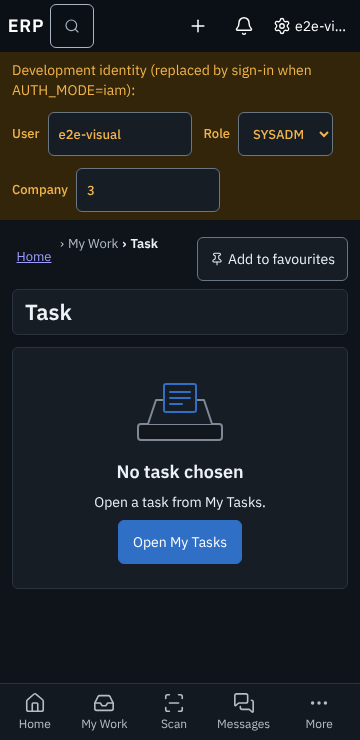 ERP
e2e-vi...
Development identity (replaced by sign-in when
AUTH_MODE=iam):
User e2e-visual Role SYSADM
Company 3
Home › My Work › Task
Add to favourites
Task
No task chosen
Open a task from My Tasks.
Open My Tasks
Home My Work Scan Messages More